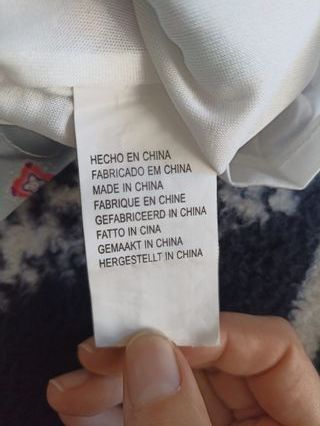 HECHO EN CHINA
FABRICADO EM CHINA
MADE IN CHINA
FABRIQUE EN CHINE
GEFABRICEERD IN CHINA
FATTO IN CINA
GEMAAKT IN CHINA
HERGESTELLT IN CHINA